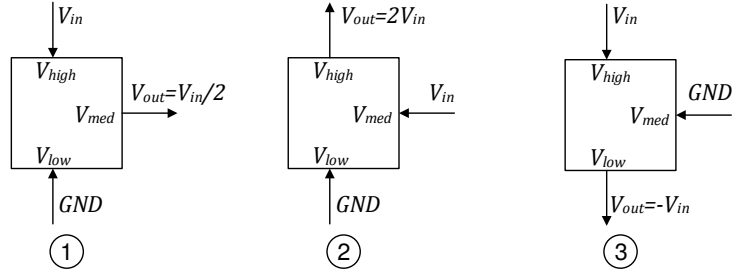 V_in
V_high
V_out=V_in/2
V_med
V_low
GND
1
V_out=2V_in
V_high
V_in
V_med
V_low
GND
2
V_in
V_high
GND
V_med
V_low
V_out=-V_in
3